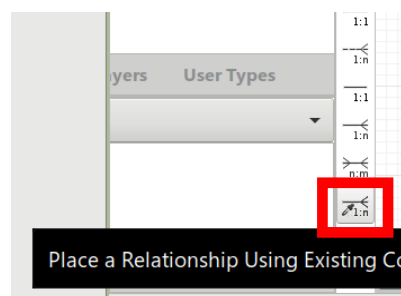 1:1
1:n
yers User Types
1:1
1:n
n:m
1:n
Place a Relationship Using Existing Co